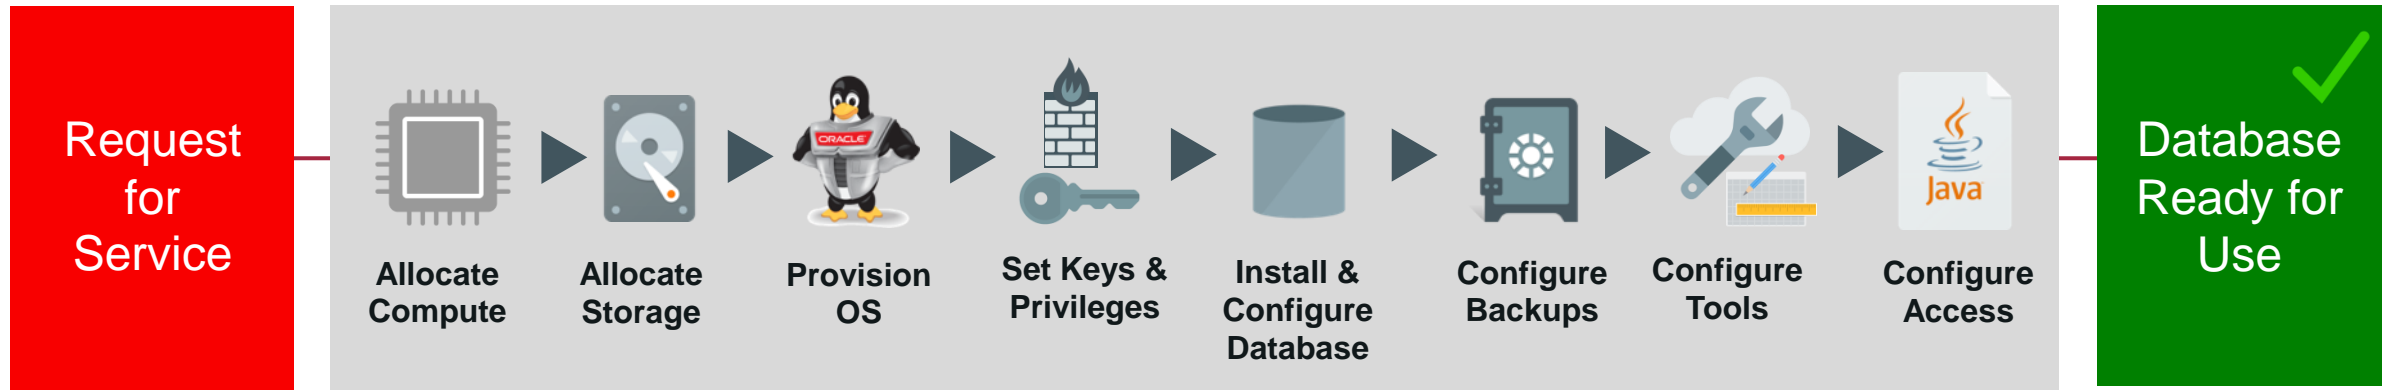 Request
for
Service
Allocate
Compute
Allocate
Storage
ORACLE
Provision
OS
Set Keys &
Privileges
Install &
Configure
Database
Configure
Backups
Configure
Tools
Java
Configure
Access
Database
Ready for
Use